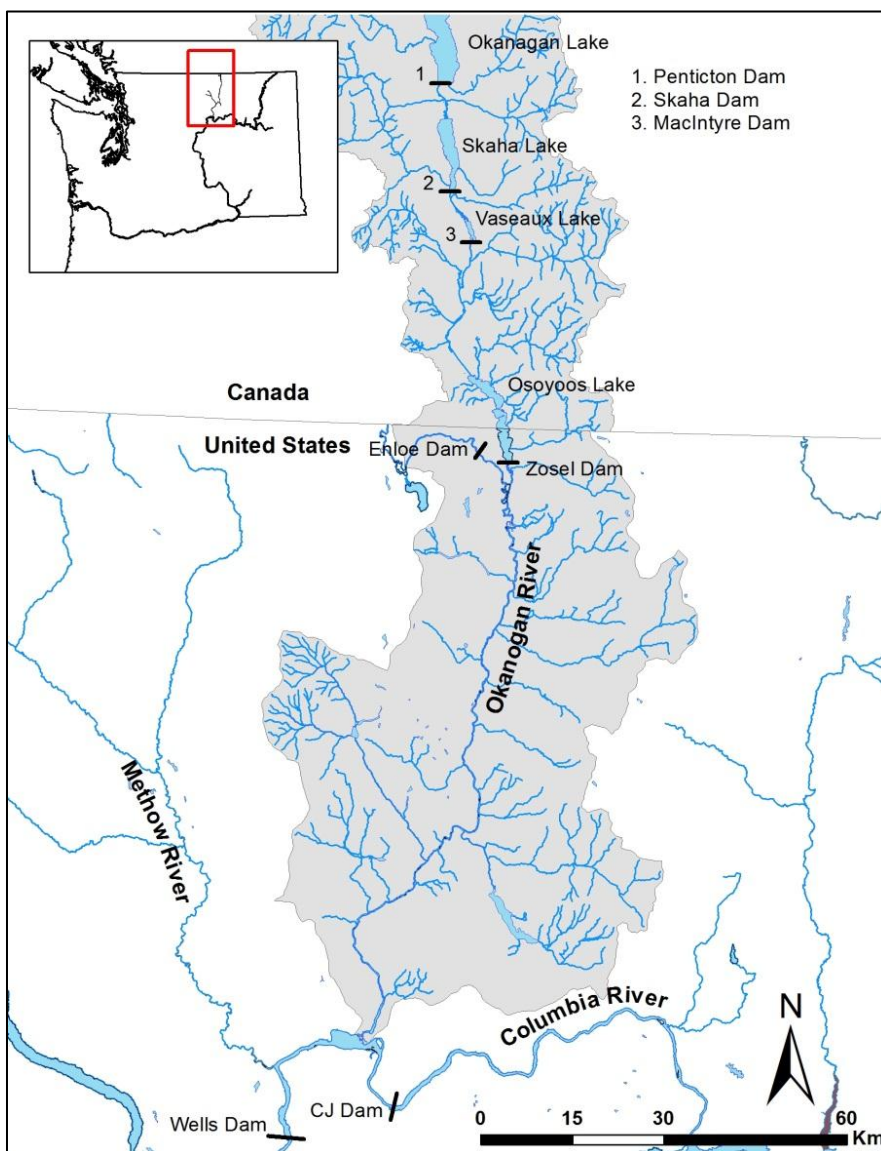 Okanagan Lake
1
1. Penticton Dam
2. Skaha Dam
3. MacIntyre Dam
Skaha Lake
2
Vaseaux Lake
3
Osoyoos Lake
Canada
United States
Enloe Dam
Zosel Dam
Okanogan River
Methow River
Columbia River
N
CJ Dam
Wells Dam
0 15 30 60
Km